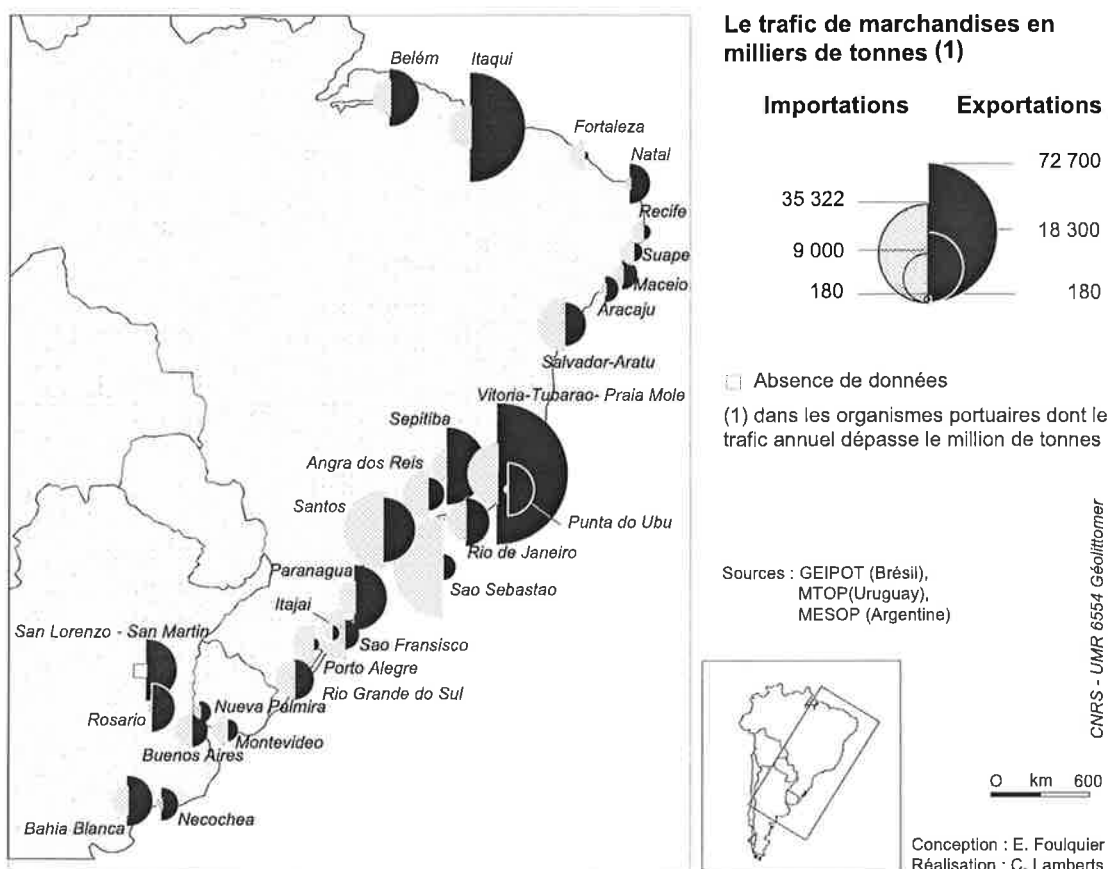 Le trafic de marchandises en
milliers de tonnes (1)
Importations Exportations
72 700
35 322
18 300
9 000
180 180
Absence de données
(1) dans les organismes portuaires dont le
trafic annuel dépasse le million de tonnes
Sources : GEIPOT (Brésil),
MTOP(Uruguay),
MESOP (Argentine)
CNRS - UMR 6554 Géolittomer
O km 600
Conception : E. Foulquier
Réalisation : C. Lamberts
Belém
Itaqui
Fortaleza
Natal
Recife
Suape
Maceio
Aracaju
Salvador-Aratu
Vitoria-Tubarao- Praia Mole
Sepitiba
Angra dos Reis
Santos
Punta do Ubu
Rio de Janeiro
Sao Sebastao
Paranagua
Itajai
San Lorenzo - San Martin
Sao Fransisco
Porto Alegre
Rio Grande do Sul
Rosario
Nueva Palmira
Montevideo
Buenos Aires
Bahia Blanca
Necochea